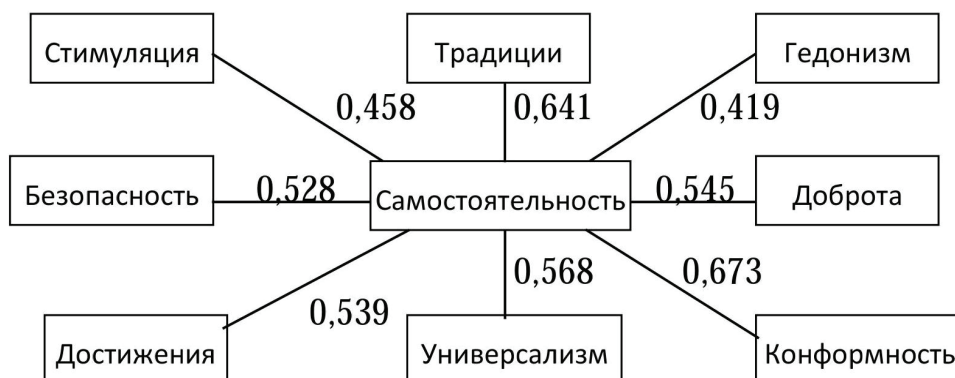 Стимуляция
Традиции
Гедонизм
0,458
0,641
0,419
Безопасность
0,528
Самостоятельность
0,545
Доброта
0,539
0,568
0,673
Достижения
Универсализм
Конформность